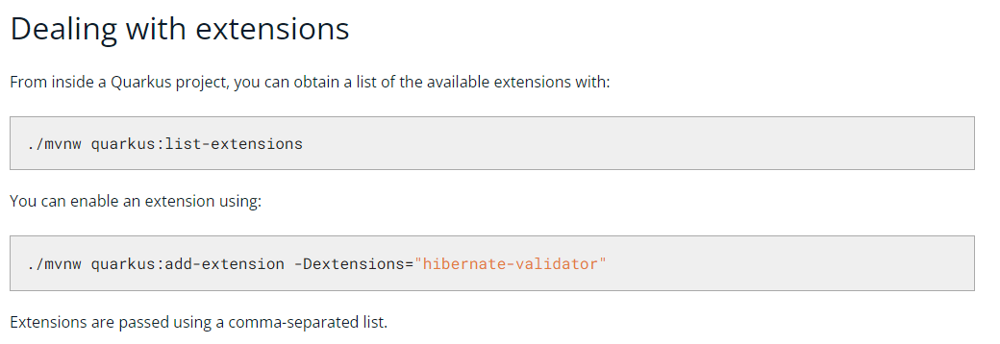 Dealing with extensions
From inside a Quarkus project, you can obtain a list of the available extensions with:
./mvnw quarkus:list-extensions
You can enable an extension using:
./mvnw quarkus:add-extension -Dextensions="hibernate-validator"
Extensions are passed using a comma-separated list.